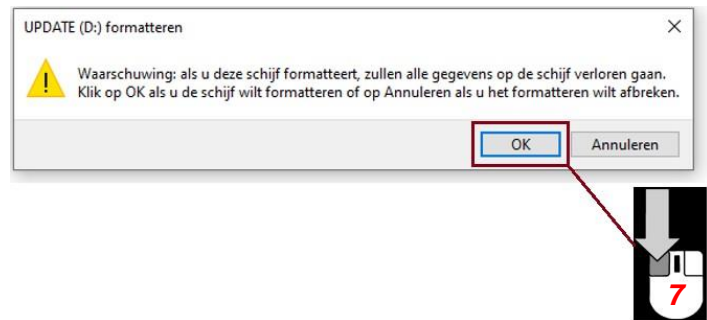 UPDATE (D:) formatteren
Waarschuwing: als u deze schijf formatteert, zullen alle gegevens op de schijf verloren gaan.
Klik op OK als u de schijf wilt formatteren of op Annuleren als u het formatteren wilt afbreken.
OK
Annuleren
7